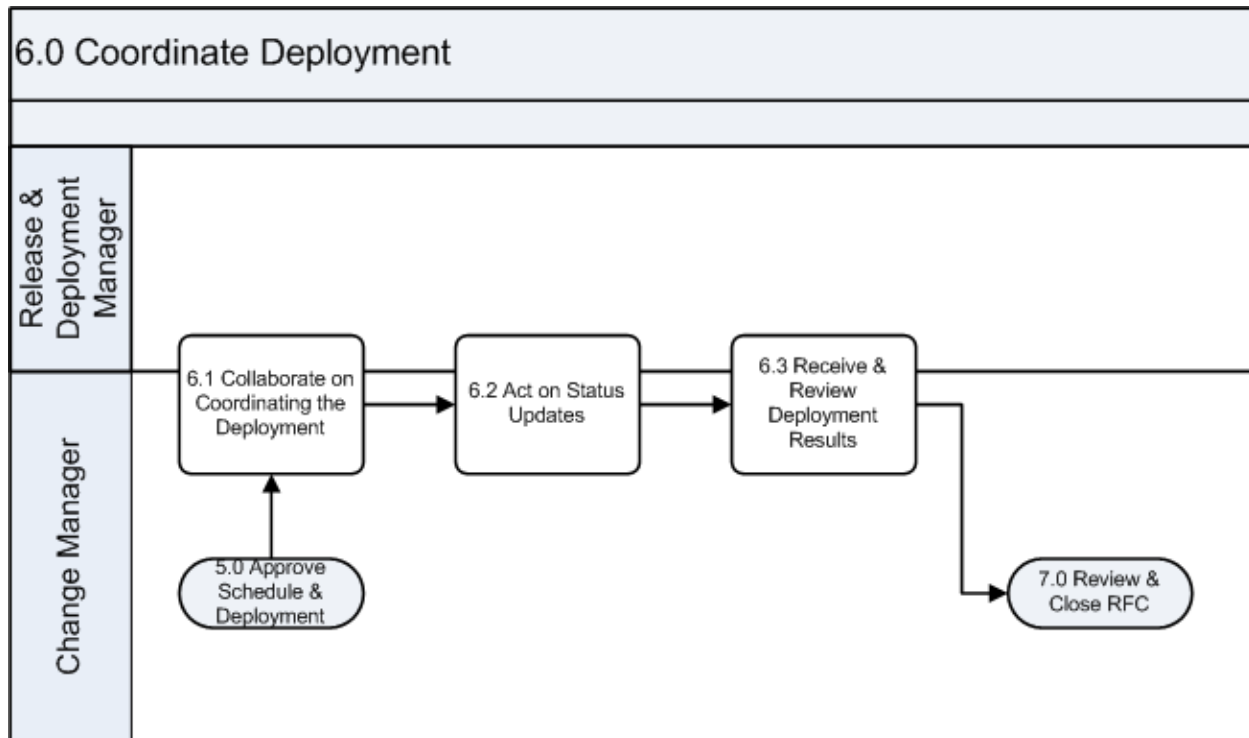 6.0 Coordinate Deployment
Release &
Deployment
Manager
6.1 Collaborate on
Coordinating the
Deployment
6.2 Act on Status
Updates
6.3 Receive &
Review
Deployment
Results
Change Manager
5.0 Approve
Schedule &
Deployment
7.0 Review &
Close RFC